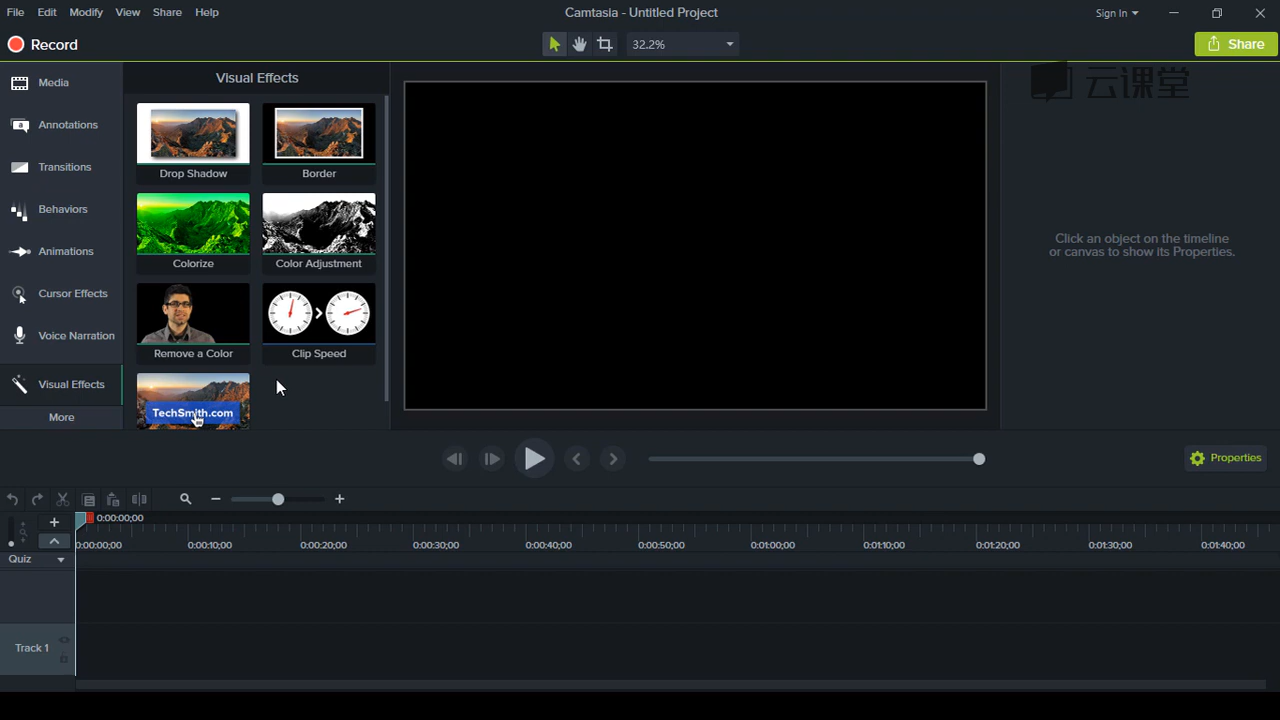 File Edit Modify View Share Help
Camtasia - Untitled Project
Sign In
Record
32.2%
Share
Media
Annotations
Transitions
Behaviors
Animations
Cursor Effects
Voice Narration
Visual Effects
More
Visual Effects
Drop Shadow
Border
Colorize
Color Adjustment
Remove a Color
Clip Speed
TechSmith.com
云课堂
Click an object on the timeline
or canvas to show its Properties.
Properties
0:00:00;00
0:00:00;00 0:00:10;00 0:00:20;00 0:00:30;00 0:00:40;00 0:00:50;00 0:01:00;00 0:01:10;00 0:01:20;00 0:01:30;00 0:01:40;00
Quiz
Track 1